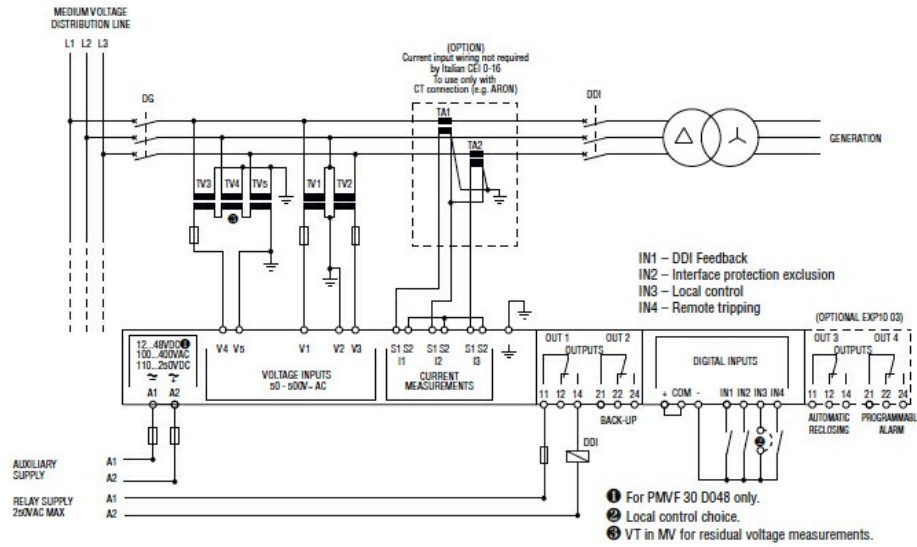 MEDIUM VOLTAGE
DISTRIBUTION LINE
L1 L2 L3
DG
(OPTION)
Current input wiring not required
by Italian CEI 0-16
To use only with
CT connection (e.g. ARON)
TA1
TA2
DDI
GENERATION
TV3 TV4 TV5 TV1 TV2
❸
IN1 – DDI Feedback
IN2 – Interface protection exclusion
IN3 – Local control
IN4 – Remote tripping
(OPTIONAL EXP10 03)
12...48VDC❶
100...400VAC
110...250VDC
A1 A2
V4 V5 V1 V2 V3
VOLTAGE INPUTS
50 - 500V~ AC
S1 S2 S1 S2 S1 S2
I1 I2 I3
CURRENT
MEASUREMENTS
OUT 1 OUT 2
OUTPUTS
11 12 14 21 22 24
BACK-UP
DIGITAL INPUTS
+ COM - IN1 IN2 IN3 IN4
❷
OUT 3 OUT 4
OUTPUTS
11 12 14 21 22 24
AUTOMATIC
RECLOSING
PROGRAMMABL
ALARM
DDI
AUXILIARY
SUPPLY
A1
A2
RELAY SUPPLY
250VAC MAX
A1
A2
❶ For PMVF 30 D048 only.
❷ Local control choice.
❸ VT in MV for residual voltage measurements.